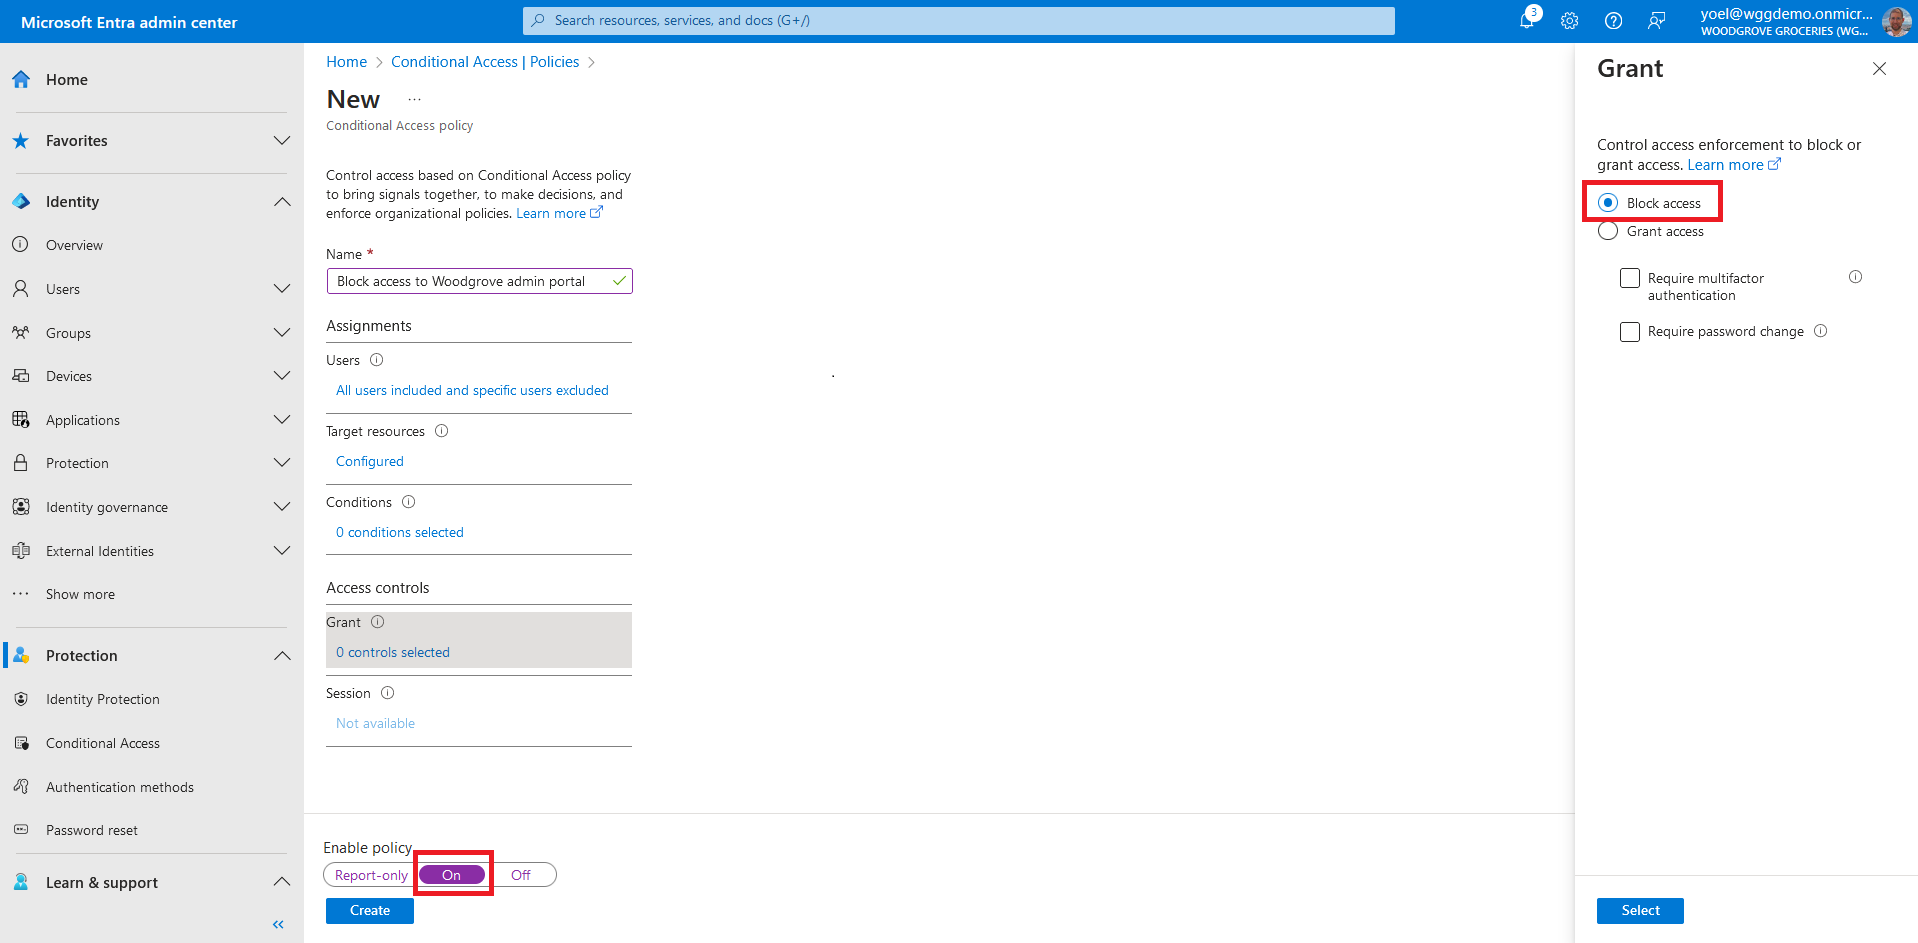 Microsoft Entra admin center
Search resources, services, and docs (G+/)
3
yoel@wggdemo.onmicr...
WOODGROVE GROCERIES (WG...
Home
Favorites
Identity
Overview
Users
Groups
Devices
Applications
Protection
Identity governance
External Identities
Show more
Protection
Identity Protection
Conditional Access
Authentication methods
Password reset
Learn & support
Home
Conditional Access | Policies
New
...
Conditional Access policy
Control access based on Conditional Access policy
to bring signals together, to make decisions, and
enforce organizational policies. Learn more
Name *
Block access to Woodgrove admin portal
Assignments
Users
All users included and specific users excluded
Target resources
Configured
Conditions
0 conditions selected
Access controls
Grant
0 controls selected
Session
Not available
Enable policy
Report-only On Off
Create
Grant
Control access enforcement to block or
grant access. Learn more
Block access
Grant access
Require multifactor
authentication
Require password change
Select